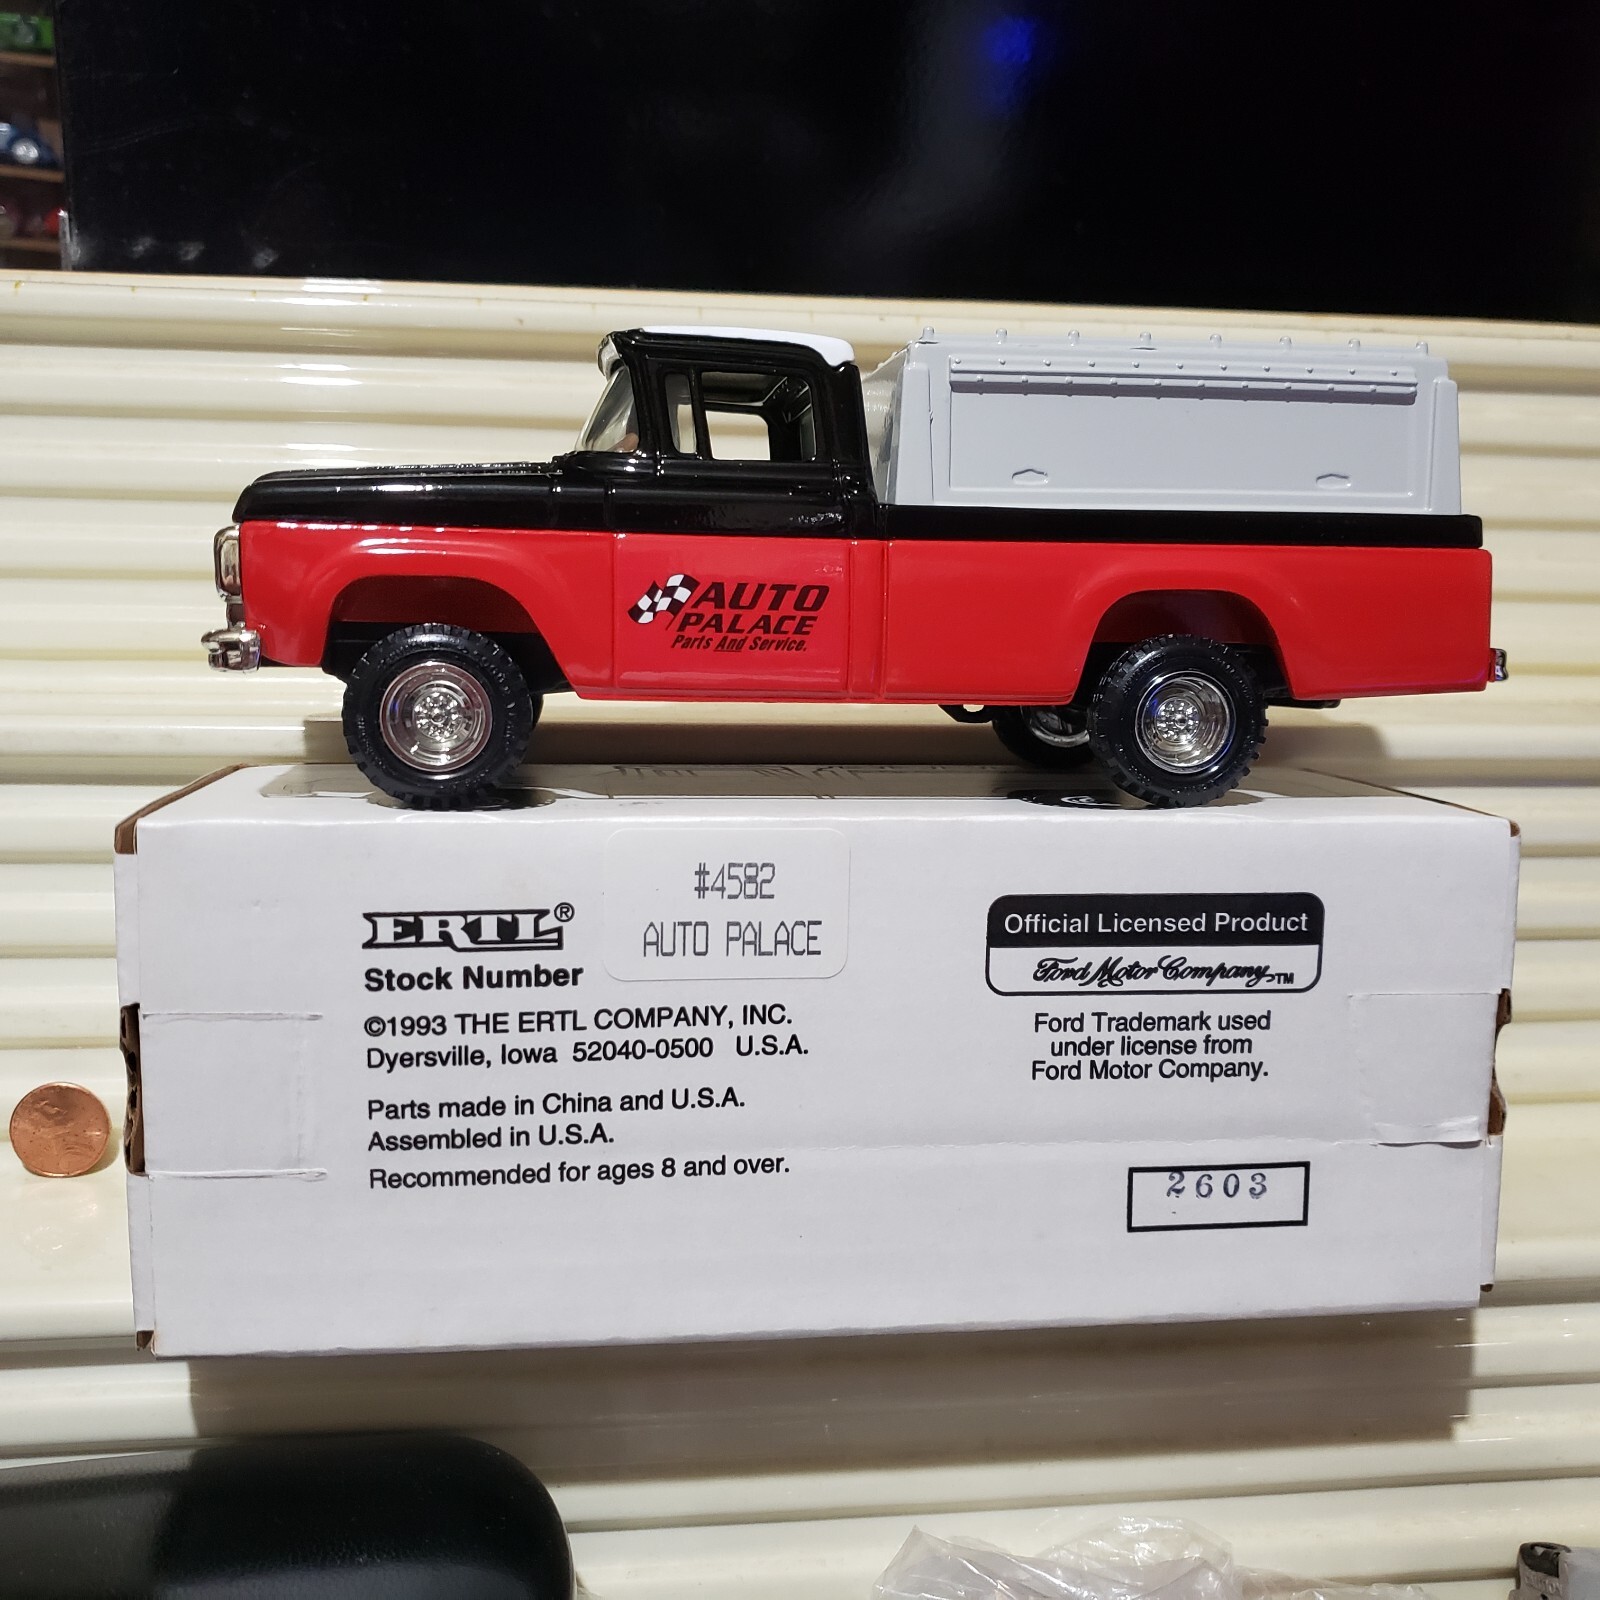 AUTO
PALACE
Parts And Service.
#4582
AUTO PALACE
ERTL®
Stock Number
©1993 THE ERTL COMPANY, INC.
Dyersville, Iowa 52040-0500 U.S.A.
Parts made in China and U.S.A.
Assembled in U.S.A.
Recommended for ages 8 and over.
Official Licensed Product
Ford Motor Company™
Ford Trademark used
under license from
Ford Motor Company.
2603